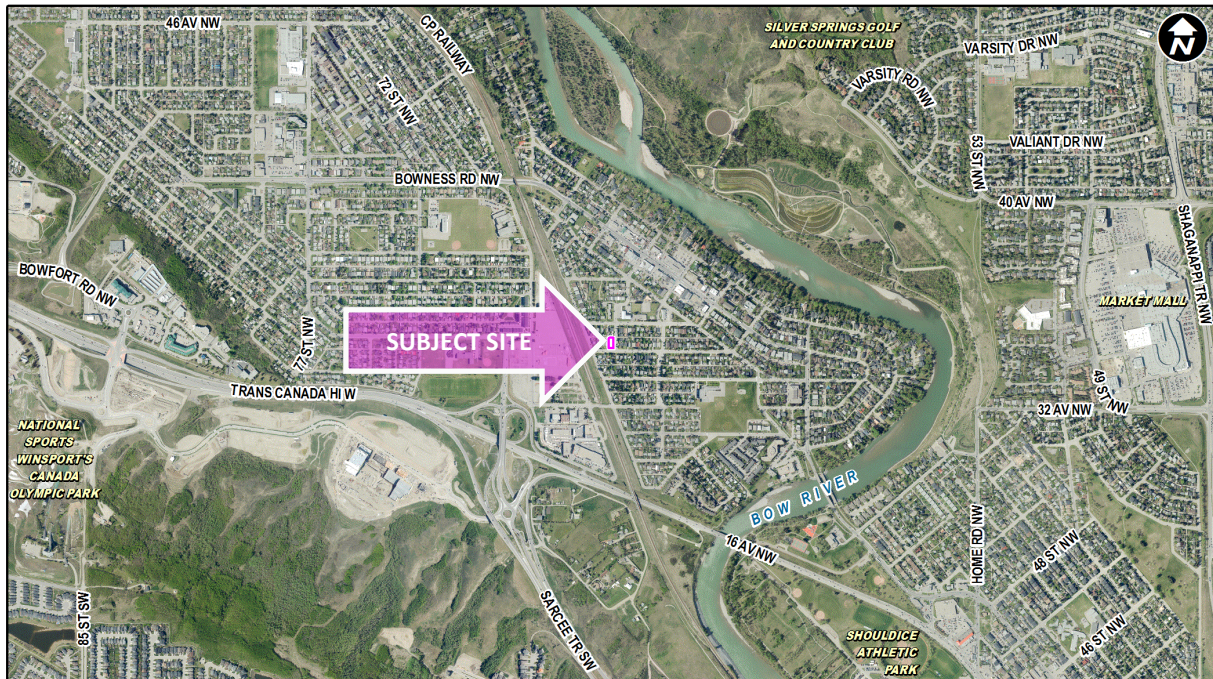 46 AV NW
CP RAILWAY
SILVER SPRINGS GOLF
AND COUNTRY CLUB
VARSITY DR NW
N
72 ST NW
VARSITY RD NW
53 ST NW
VALIANT DR NW
BOWNESS RD NW
40 AV NW
SHAGANAPPI TR NW
BOWFORT RD NW
MARKET MALL
77 ST NW
SUBJECT SITE
TRANS CANADA HI W
49 ST NW
32 AV NW
NATIONAL
SPORTS
WINSPORT'S
CANADA
OLYMPIC PARK
BOW RIVER
16 AV NW
HOME RD NW
48 ST NW
SARCEE TR SW
85 ST SW
SHOULDICE
ATHLETIC
PARK
46 ST NW